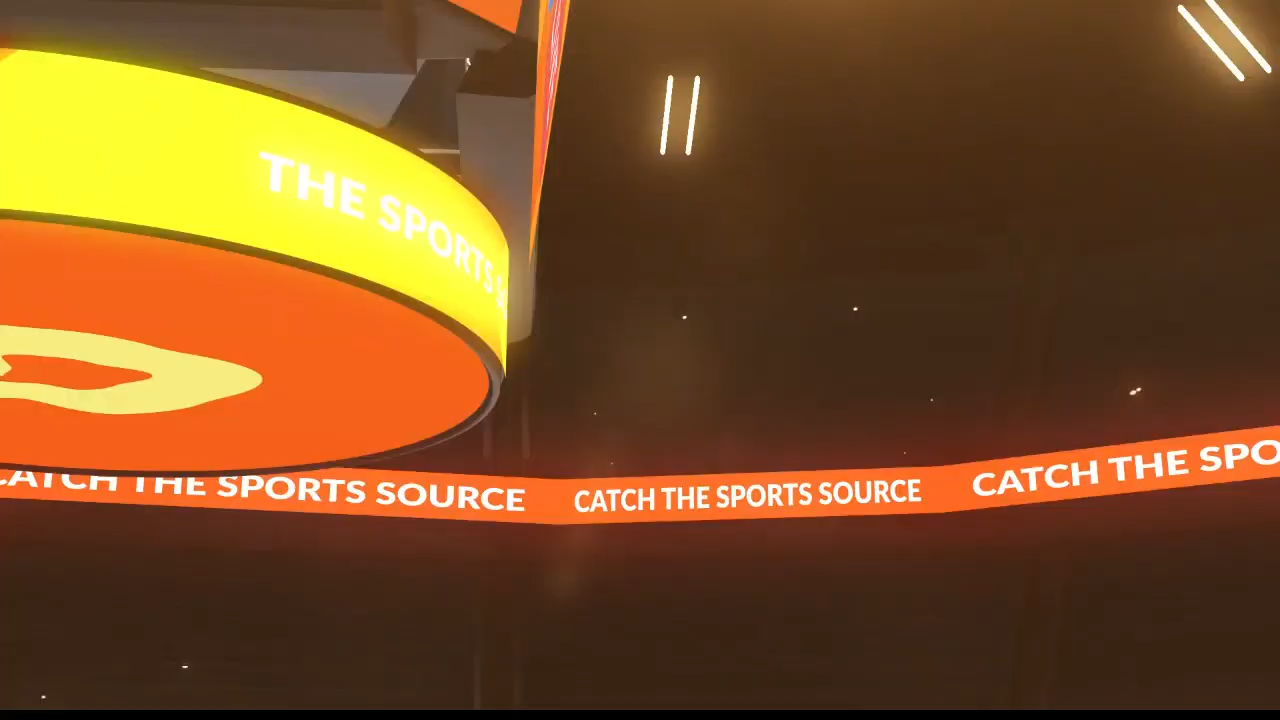 THE SPORTS
CATCH THE SPORTS SOURCE
CATCH THE SPORTS SOURCE
CATCH THE SPO